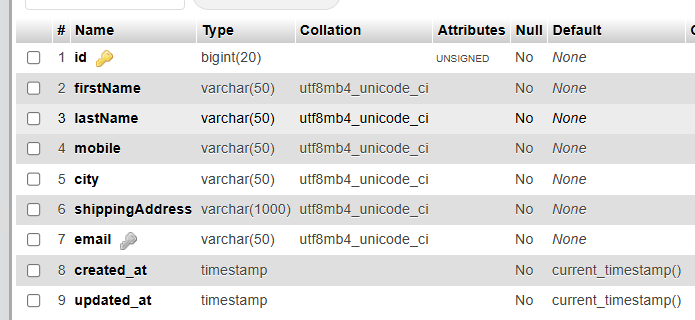 # Name Type Collation Attributes Null Default
1 id bigint(20) UNSIGNED No None
2 firstName varchar(50) utf8mb4_unicode_ci No None
3 lastName varchar(50) utf8mb4_unicode_ci No None
4 mobile varchar(50) utf8mb4_unicode_ci No None
5 city varchar(50) utf8mb4_unicode_ci No None
6 shippingAddress varchar(1000) utf8mb4_unicode_ci No None
7 email varchar(50) utf8mb4_unicode_ci No None
8 created_at timestamp No current_timestamp()
9 updated_at timestamp No current_timestamp()